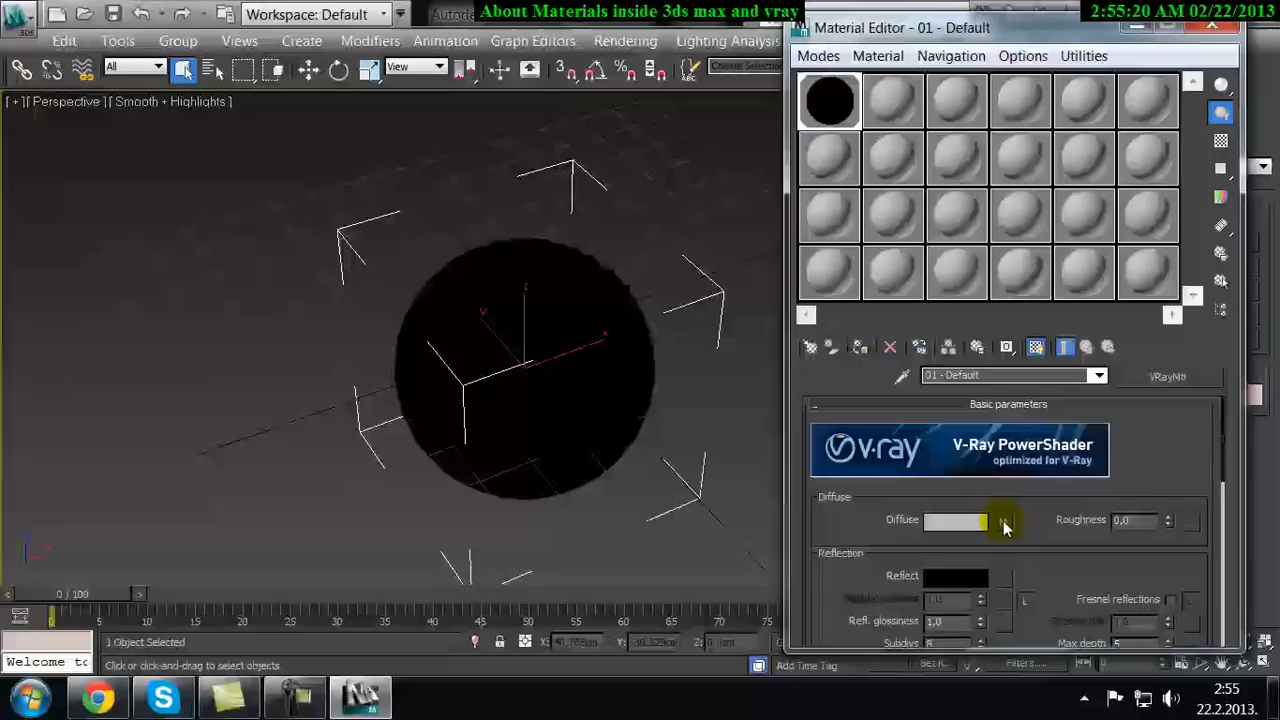 About Materials inside 3ds max and vray
2:55:20 AM 02/22/2013
Workspace: Default
Material Editor - 01 - Default
Edit Tools Group Views Create Modifiers Animation Graph Editors Rendering Lighting Analysis
Modes Material Navigation Options Utilities
All
View
[ + ] [ Perspective ] [ Smooth + Highlights ]
01 - Default
VRayMtl
Basic parameters
v-ray
V-Ray PowerShader
optimized for V-Ray
Diffuse
Diffuse
Roughness 0,0
Reflection
Reflect
Fresnel reflections
Refl. glossiness 1,0
Subdivs 8
Max depth 5
0 / 100
0 5 10 15 20 25 30 35 40 45 50 55 60 65 70 75
1 Object Selected
X:
Y:
Z:
Welcome to
Click or click-and-drag to select objects
Add Time Tag
Set K.
Filters...
2:55
22.2.2013.